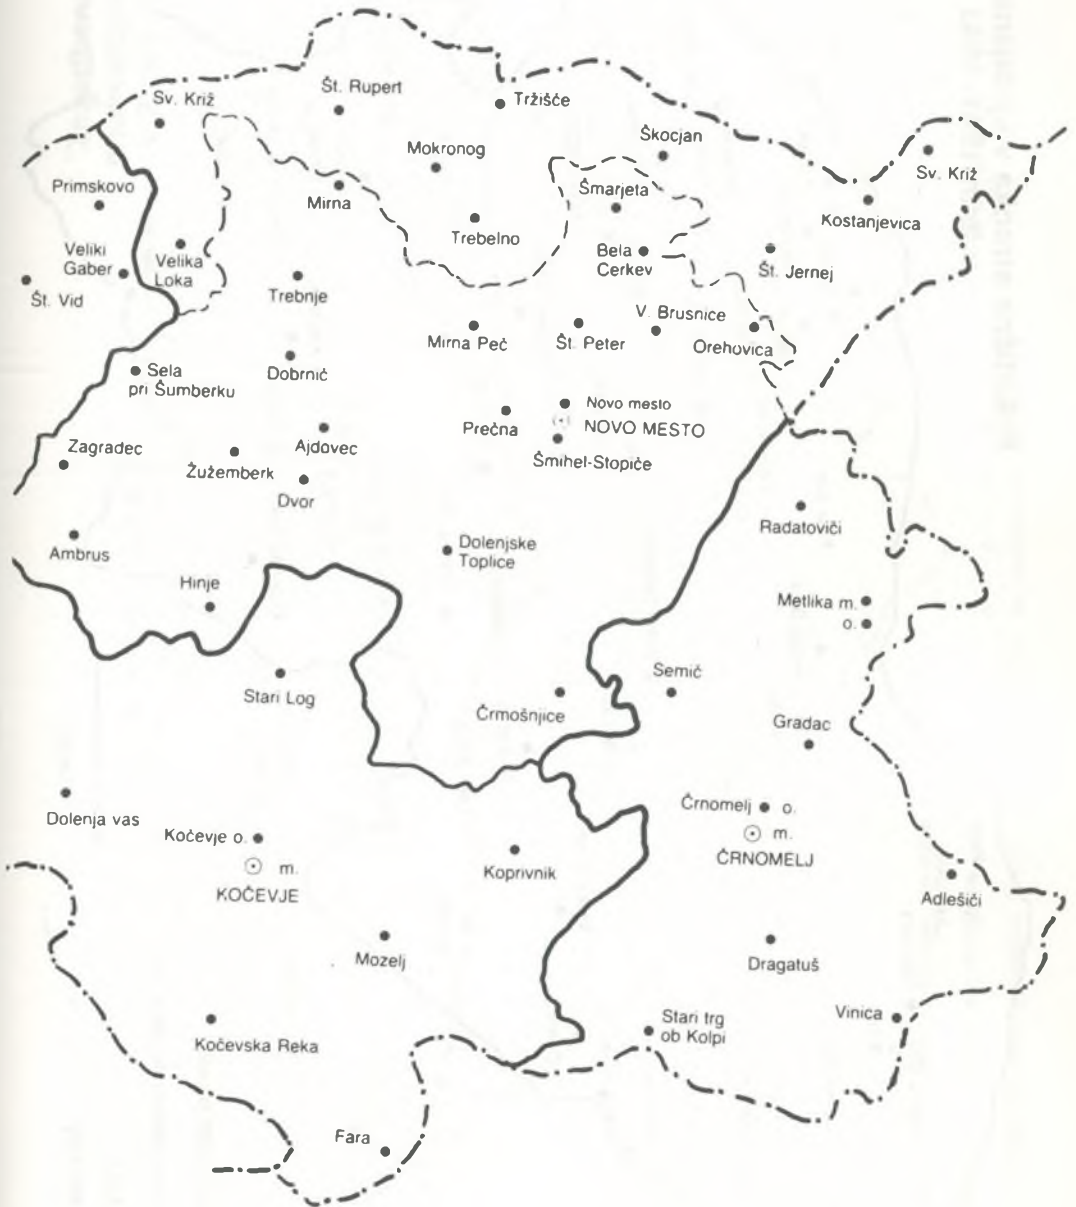 Št. Rupert
Sv. Križ
Tržišče
Škocjan
Mokronog
Sv. Križ
Primskovo
Mirna
Šmarjeta
Kostanjevica
Trebelno
Veliki
Gaber
Velika
Loka
Bela
Cerkev
Št. Jernej
Št. Vid
Trebnje
V. Brusnice
Mirna Peč
Št. Peter
Orehovica
Sela
pri Šumberku
Dobrnič
Novo mesto
Prečna
NOVO MESTO
Zagradec
Ajdovec
Žužemberk
Šmihel-Stopiče
Dvor
Radatoviči
Ambrus
Dolenjske
Toplice
Hinje
Metlika m.
o.
Stari Log
Semič
Črmošnjice
Gradac
Dolenja vas
Črnomelj o.
m.
ČRNOMELJ
Kočevje o.
m.
KOČEVJE
Koprivnik
Adlešiči
Mozelj
Dragatuš
Kočevska Reka
Stari trg
ob Kolpi
Vinica
Fara